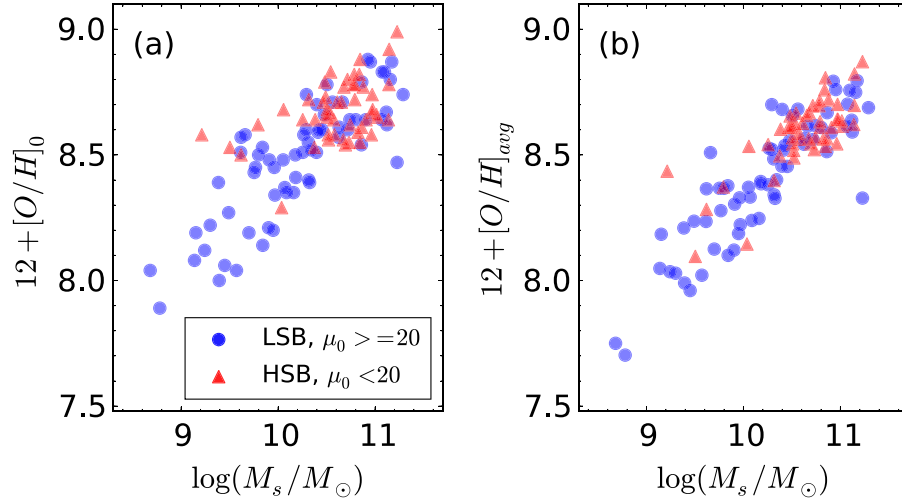 (a)
12 + [O/H]_0
9.0
8.5
8.0
7.5
LSB, μ_0 >= 20
HSB, μ_0 < 20
9 10 11
log(M_s/M_⊙)
(b)
12 + [O/H]_{avg}
9.0
8.5
8.0
7.5
9 10 11
log(M_s/M_⊙)